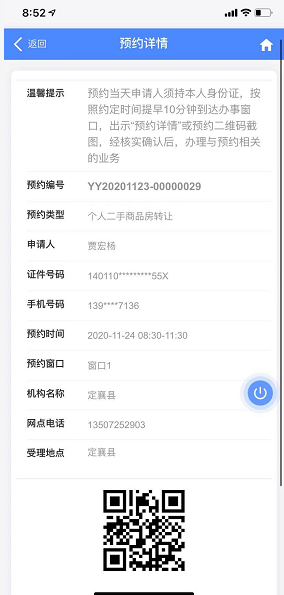 8:52
返回
预约详情
温馨提示
预约当天申请人须持本人身份证，按
照约定时间提早10分钟到达办事窗
口，出示“预约详情”或预约二维码截
图，经核实确认后，办理与预约相关
的业务
预约编号
YY20201123-00000029
预约类型
个人二手商品房转让
申请人
贾宏杨
证件号码
140110*********55X
手机号码
139****7136
预约时间
2020-11-24 08:30-11:30
预约窗口
窗口1
机构名称
定襄县
网点电话
13507252903
受理地点
定襄县